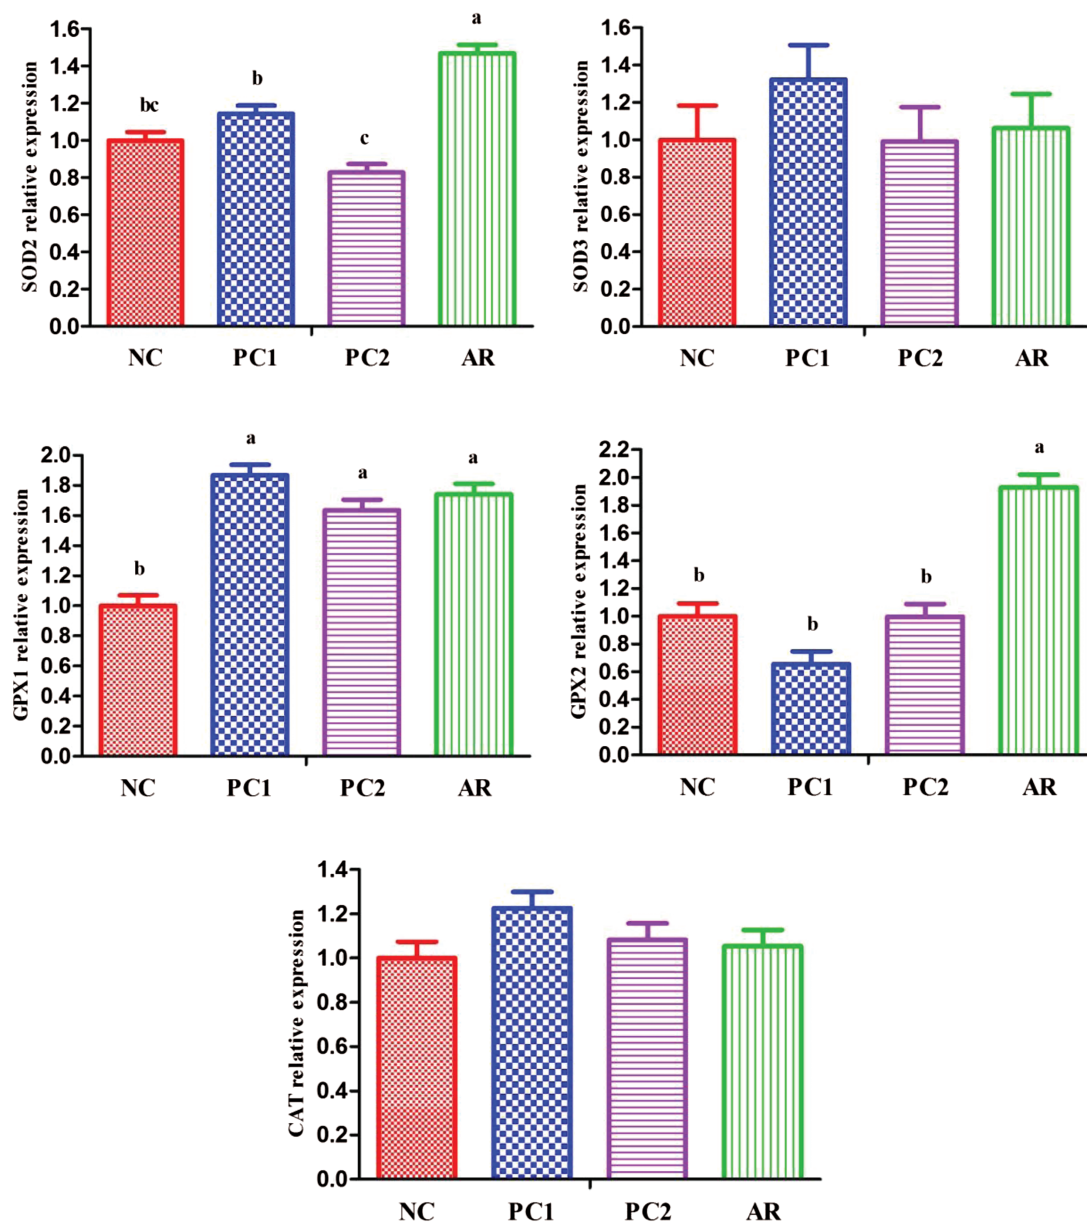 SOD2 relative expression
1.6
1.4
1.2
1.0
0.8
0.6
0.4
0.2
0.0
bc
b
c
a
NC PC1 PC2 AR
SOD3 relative expression
1.6
1.4
1.2
1.0
0.8
0.6
0.4
0.2
0.0
NC PC1 PC2 AR
GPX1 relative expression
2.0
1.8
1.6
1.4
1.2
1.0
0.8
0.6
0.4
0.2
0.0
b
a
a
a
NC PC1 PC2 AR
GPX2 relative expression
2.2
2.0
1.8
1.6
1.4
1.2
1.0
0.8
0.6
0.4
0.2
0.0
b
b
b
a
NC PC1 PC2 AR
CAT relative expression
1.4
1.2
1.0
0.8
0.6
0.4
0.2
0.0
NC PC1 PC2 AR